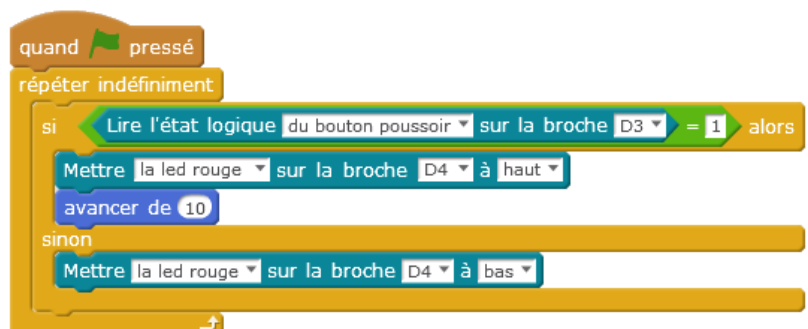 quand pressé
répéter indéfiniment
si Lire l'état logique du bouton poussoir sur la broche D3 = 1 alors
Mettre la led rouge sur la broche D4 à haut
avancer de 10
sinon
Mettre la led rouge sur la broche D4 à bas